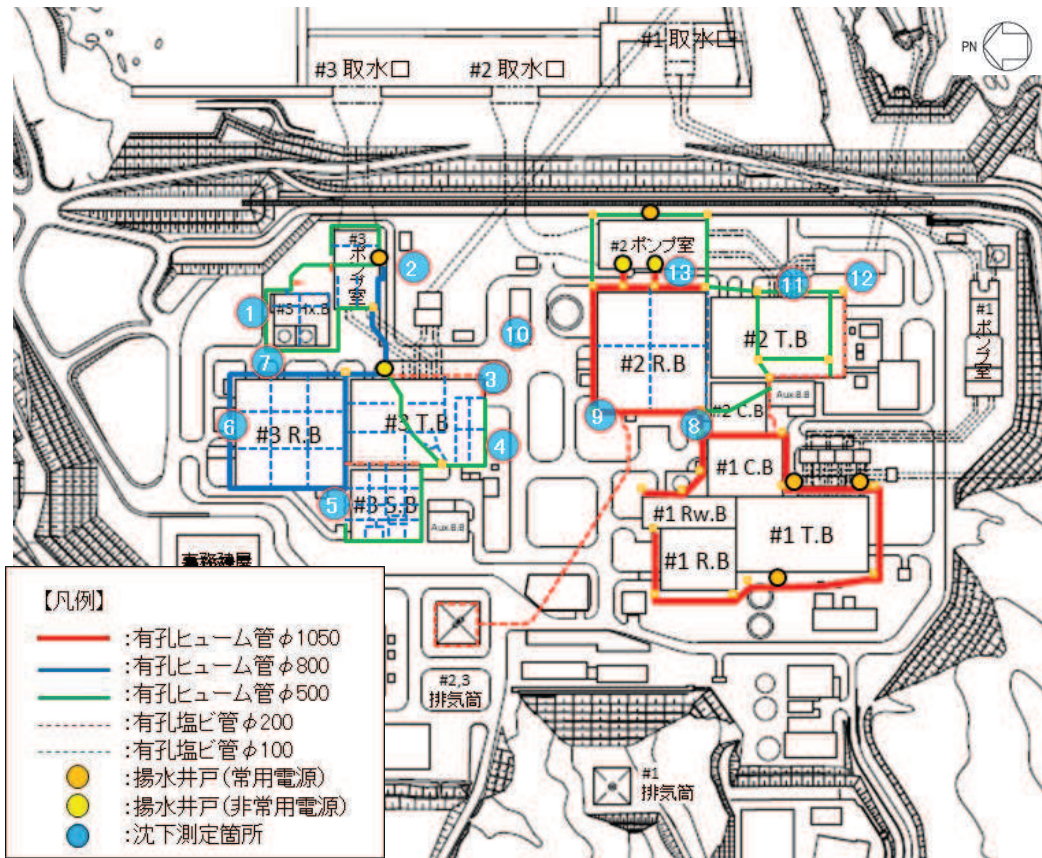 #1 取水口
PN
#3 取水口
#2 取水口
#3
ポンプ室
#2 ポンプ室
2
13
11
12
1
#3 Hx.B
10
#1
ポンプ室
#2 T.B
7
#2 R.B
3
#3 T.B
#2 C.B
Aux.B.B
6
#3 R.B
9
8
4
#1 C.B
5
#3 S.B
#1 Rw.B
Aux.B.B
#1 T.B
#1 R.B
事務建屋
【凡例】
:有孔ヒューム管φ1050
:有孔ヒューム管φ800
:有孔ヒューム管φ500
:有孔塩ビ管φ200
:有孔塩ビ管φ100
:揚水井戸(常用電源)
:揚水井戸(非常用電源)
:沈下測定箇所
#2,3
排気筒
#1
排気筒